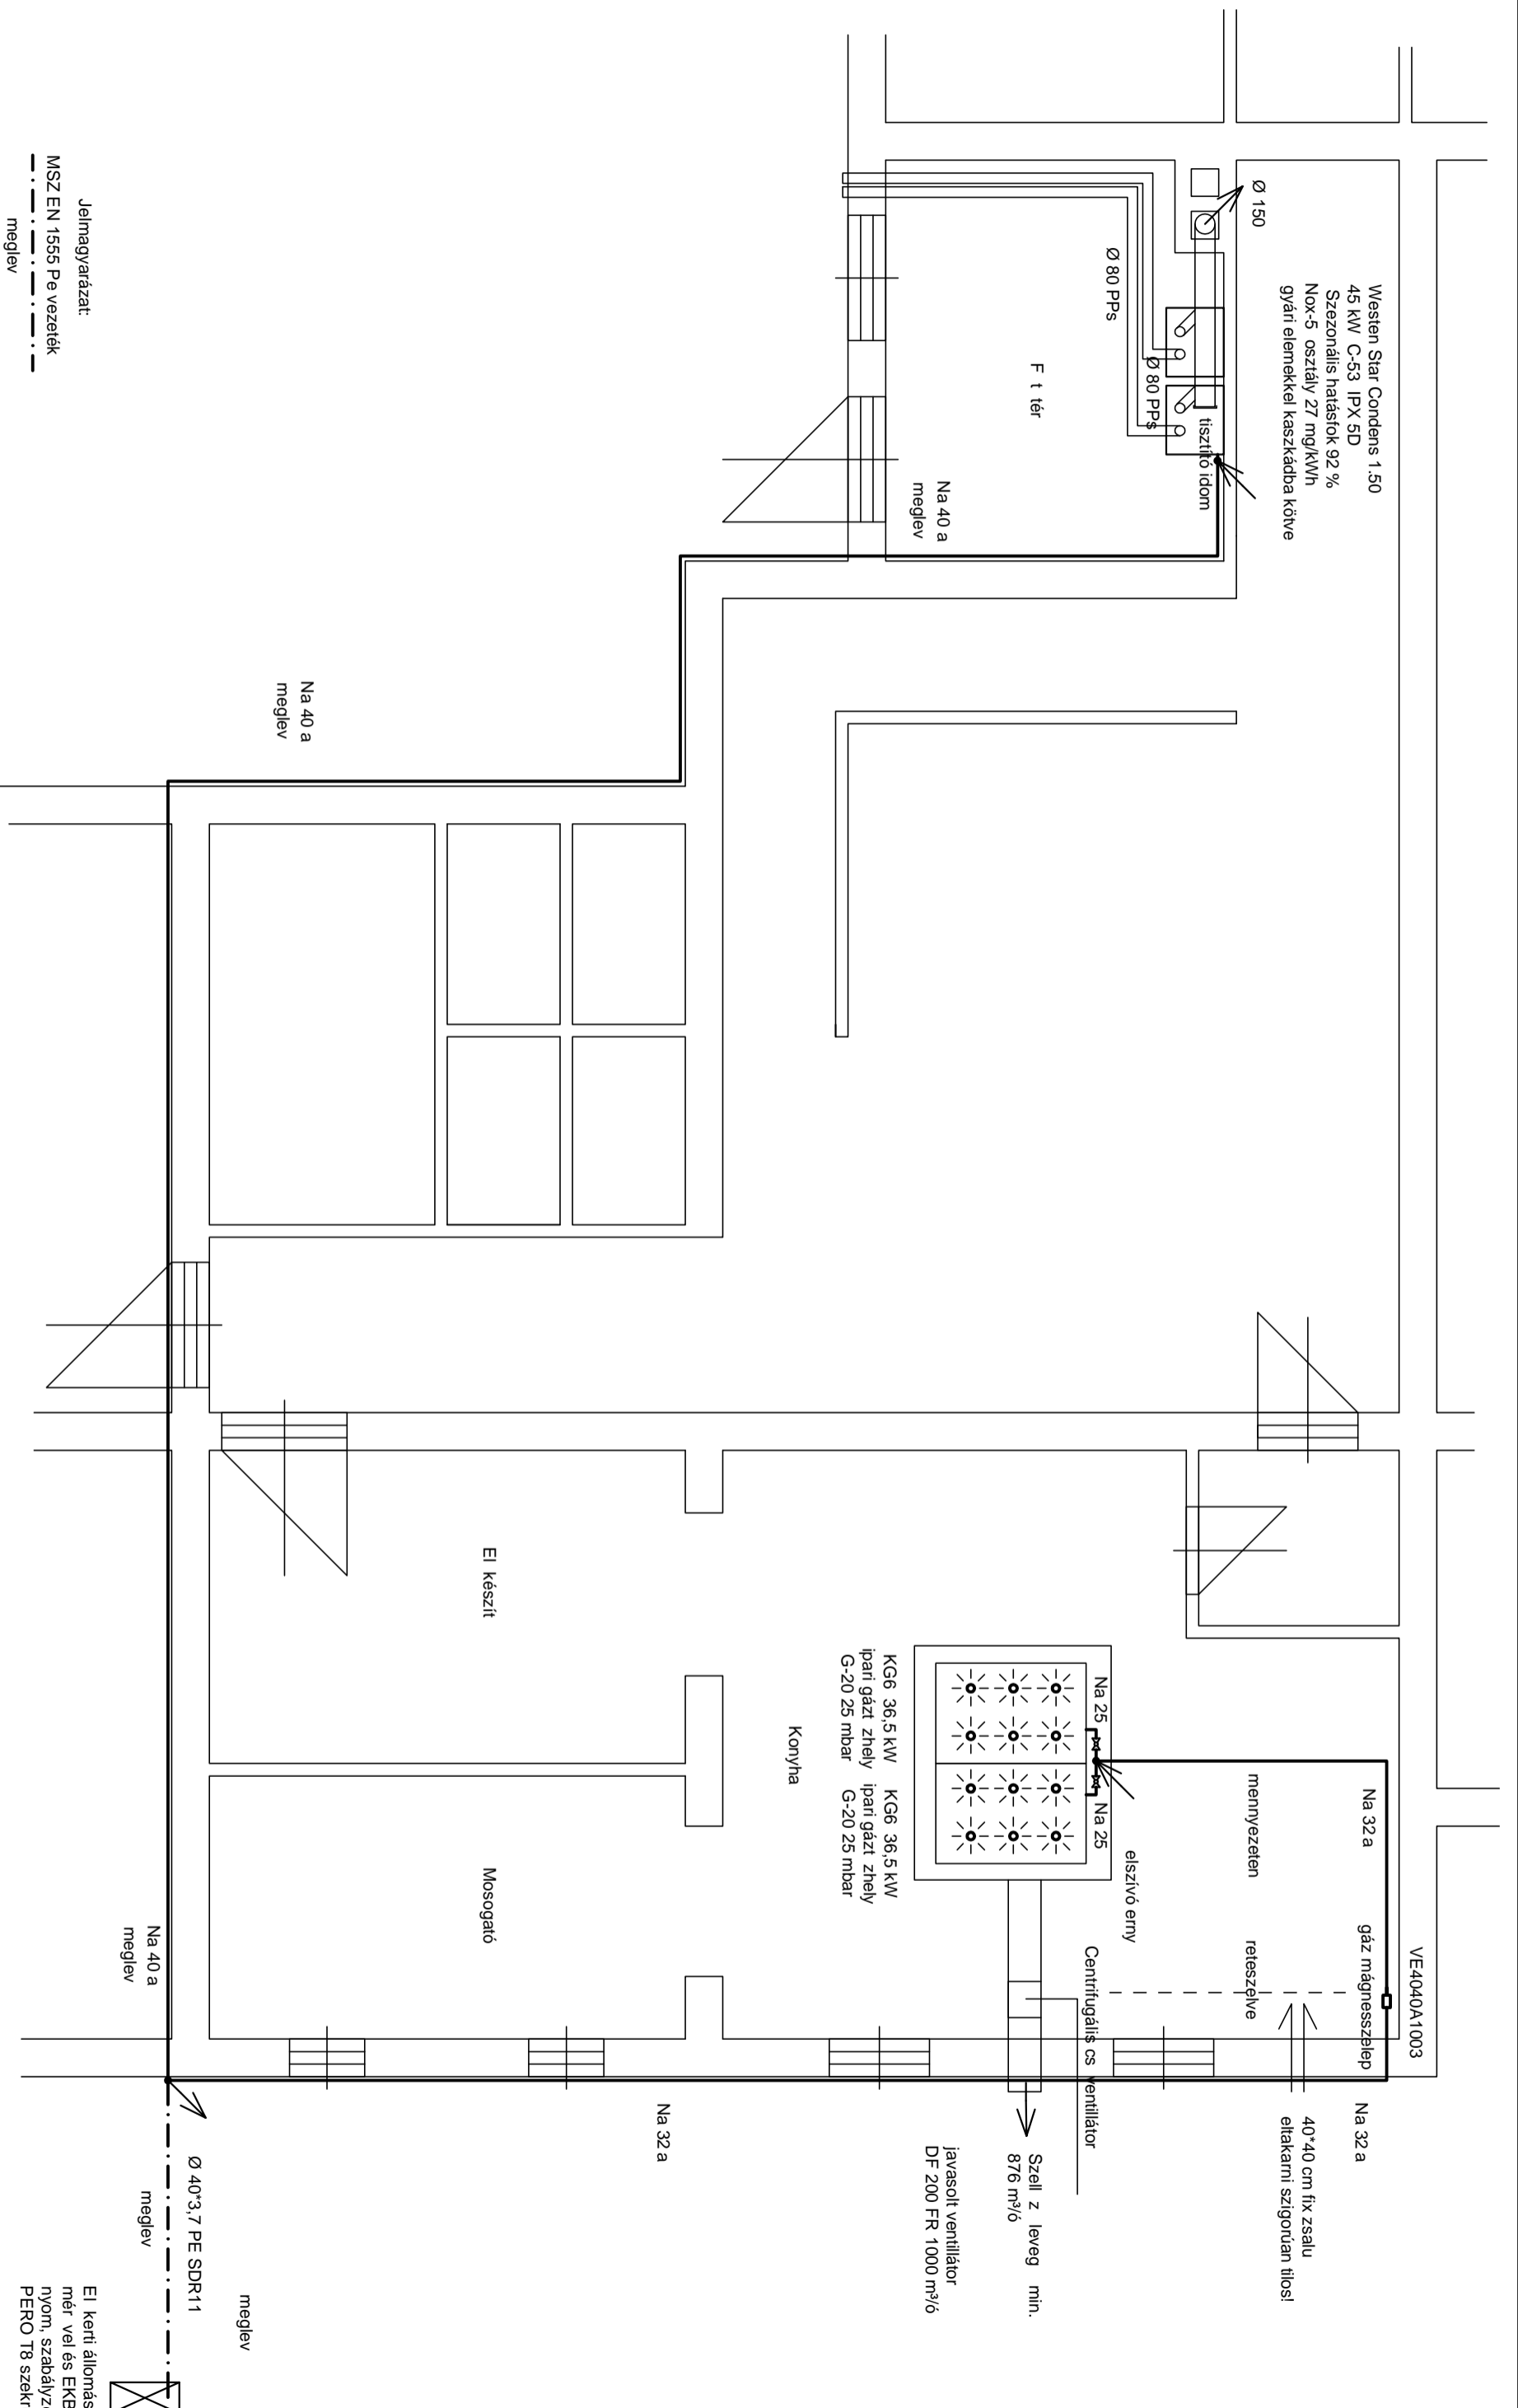 Ø 150
Westen Star Condens 1.50
45 kW  C-53  IPX 5D
Szezonális hatásfok 92 %
Nox-5  osztály 27 mg/kWh
gyári elemekkel kaszkádba kötve
Ø 80 PPs
Ø 80 PPs
tisztító idom
F t tér
Na 40 a
meglev
Jelmagyarázat:
MSZ EN 1555 Pe vezeték
meglev
Na 40 a
meglev
El készít
Konyha
Mosogató
KG6  36,5 kW
ipari gázt zhely
G-20 25 mbar
KG6  36,5 kW
ipari gázt zhely
G-20 25 mbar
Na 25
Na 25
mennyezeten
reteszelve
elszívó erny
Na 32 a
gáz mágnesszelep
VE4040A1003
Centrifugális cs ventillátor
Na 40 a
meglev
Na 32 a
Na 32 a
40*40 cm fix zsalu
eltakarni szigorúan tilos!
Szell z leveg min.
876 m³/ó
javasolt ventillátor
DF 200 FR 1000 m³/ó
Ø 40*3,7 PE SDR11
meglev
meglev
El kerti állomás
mér vel és EKB
nyom, szabályzó
PERO T8 szekr